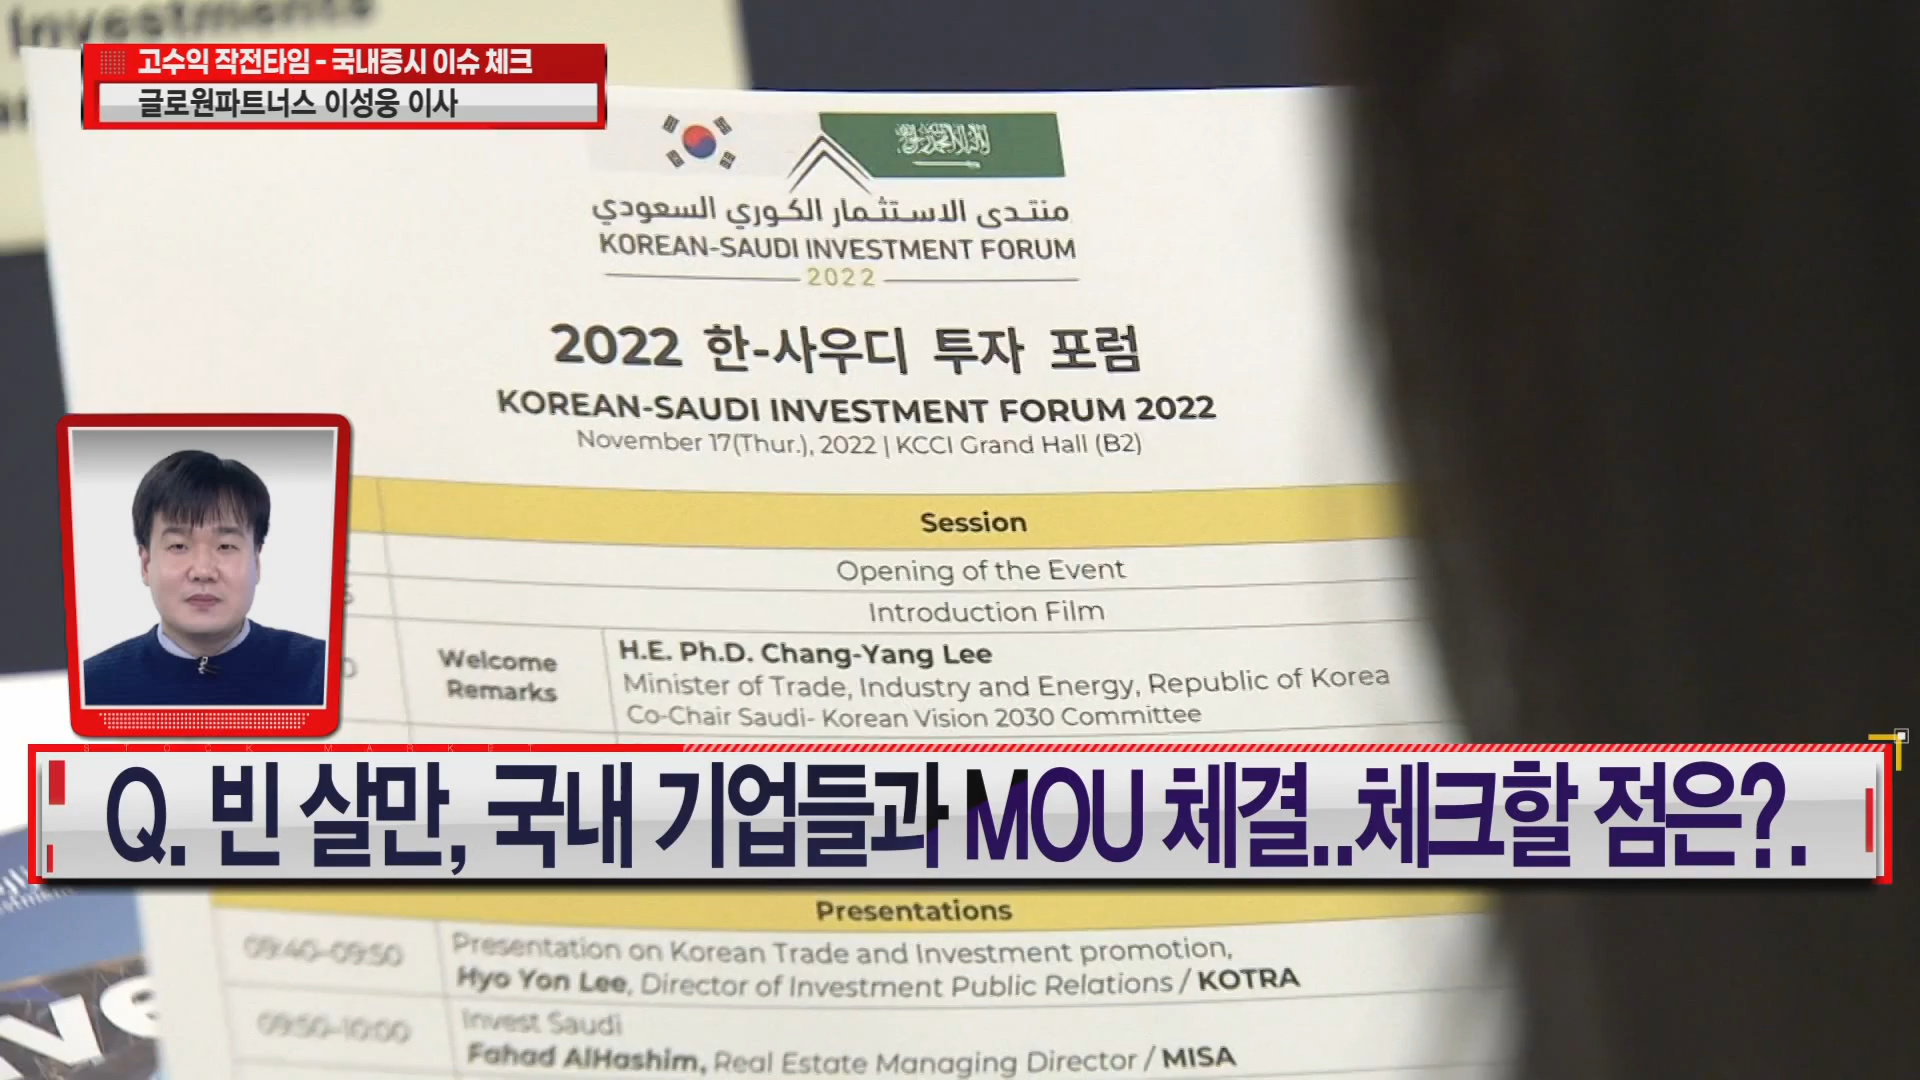 Investments
고수익 작전타임 - 국내증시 이슈 체크
글로원파트너스 이성웅 이사
منتدى الاستثمار الكوري السعودي
KOREAN-SAUDI INVESTMENT FORUM
2022
2022 한-사우디 투자 포럼
KOREAN-SAUDI INVESTMENT FORUM 2022
November 17(Thur.), 2022 | KCCI Grand Hall (B2)
Session
Opening of the Event
Introduction Film
Welcome Remarks
H.E. Ph.D. Chang-Yang Lee
Minister of Trade, Industry and Energy, Republic of Korea
Co-Chair Saudi- Korean Vision 2030 Committee
STOCK MARKET
Q. 빈 살만, 국내 기업들과 MOU 체결..체크할 점은?.
Presentations
09:40-09:50
Presentation on Korean Trade and Investment promotion,
Hyo Yon Lee, Director of Investment Public Relations / KOTRA
09:50-10:00
Invest Saudi
Fahad AlHashim, Real Estate Managing Director / MISA